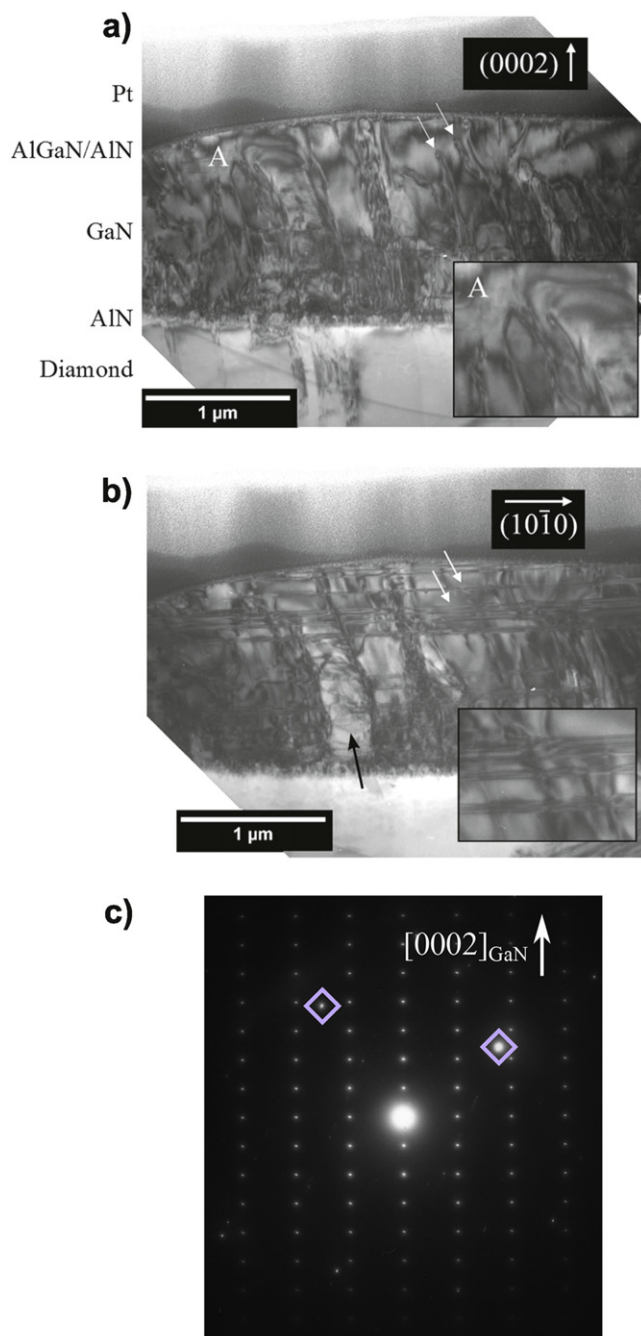 a)
(0002) ↑
Pt
AlGaN/AlN
A
GaN
A
AlN
Diamond
1 µm
b)
(101̅0)
1 µm
c)
[0002]GaN